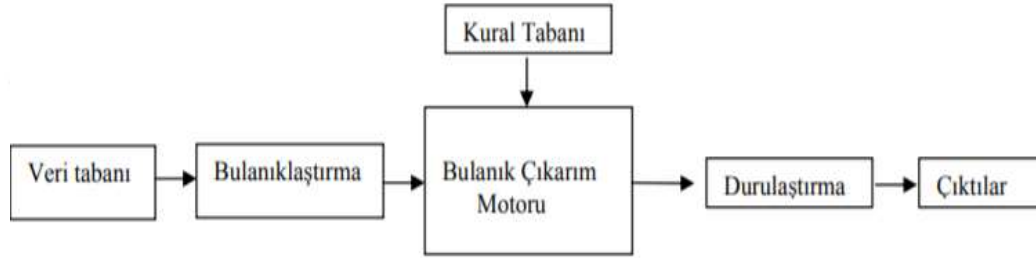 Kural Tabanı
Veri tabanı
Bulanıklaştırma
Bulanık Çıkarım
Motoru
Durulaştırma
Çıktılar